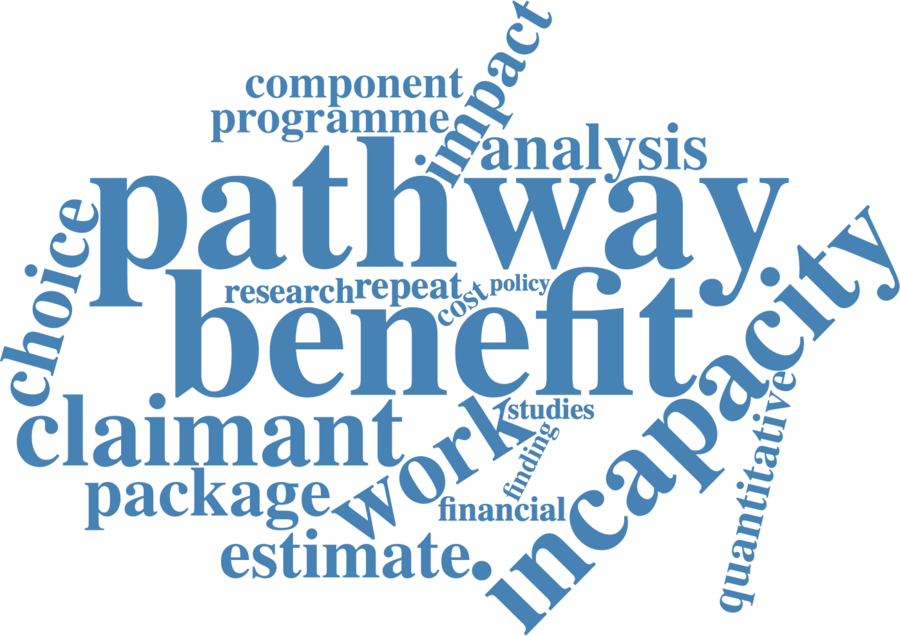 impact
component
programme
analysis
pathway
choice
research
repeat
cost
policy
benefit
incapacity
claimant
work
studies
finding
quantitative
package
financial
estimate